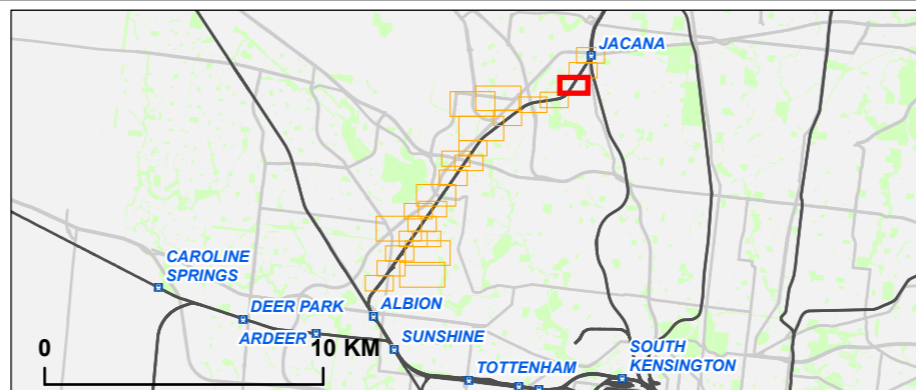 JACANA
CAROLINE
SPRINGS
DEER PARK
ALBION
ARDEER
SUNSHINE
0
10 KM
TOTTENHAM
SOUTH
KENSINGTON